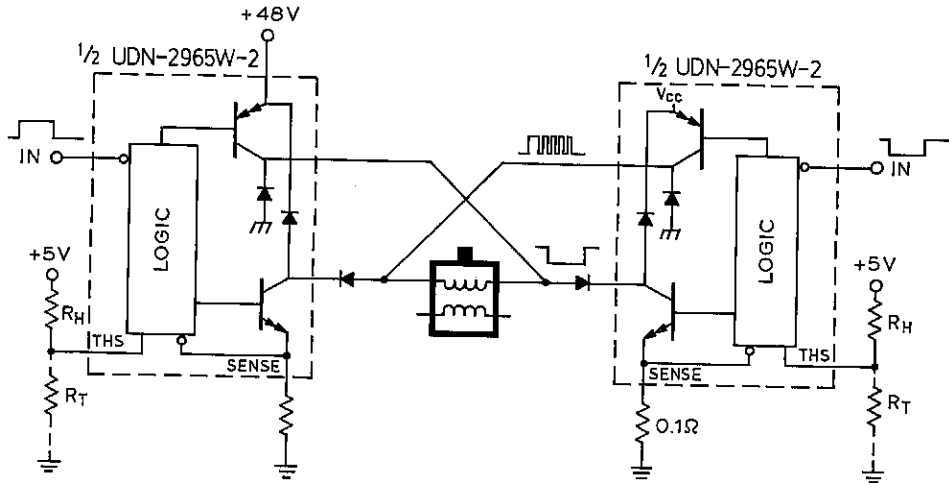 +48V
½ UDN-2965W-2
½ UDN-2965W-2
Vcc
IN
IN
LOGIC
LOGIC
+5V
+5V
RH
RH
THS
THS
SENSE
SENSE
RT
RT
0.1Ω